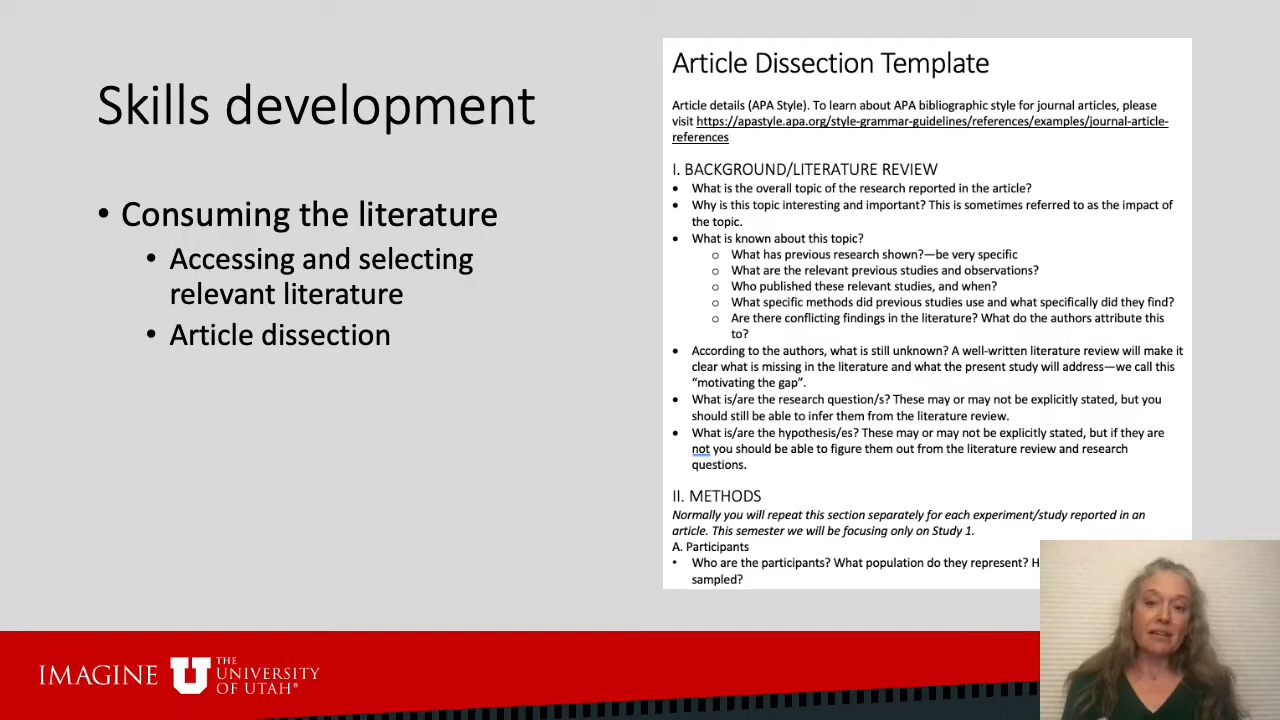 Skills development
• Consuming the literature
• Accessing and selecting
relevant literature
• Article dissection
Article Dissection Template
Article details (APA Style). To learn about APA bibliographic style for journal articles, please
visit https://apastyle.apa.org/style-grammar-guidelines/references/examples/journal-article-
references
I. BACKGROUND/LITERATURE REVIEW
• What is the overall topic of the research reported in the article?
• Why is this topic interesting and important? This is sometimes referred to as the impact of
the topic.
• What is known about this topic?
o What has previous research shown?—be very specific
o What are the relevant previous studies and observations?
o Who published these relevant studies, and when?
o What specific methods did previous studies use and what specifically did they find?
o Are there conflicting findings in the literature? What do the authors attribute this
to?
• According to the authors, what is still unknown? A well-written literature review will make it
clear what is missing in the literature and what the present study will address—we call this
“motivating the gap”.
• What is/are the research question/s? These may or may not be explicitly stated, but you
should still be able to infer them from the literature review.
• What is/are the hypothesis/es? These may or may not be explicitly stated, but if they are
not you should be able to figure them out from the literature review and research
questions.
II. METHODS
Normally you will repeat this section separately for each experiment/study reported in an
article. This semester we will be focusing only on Study 1.
A. Participants
• Who are the participants? What population do they represent? H
sampled?
IMAGINE
THE
UNIVERSITY
OF UTAH®